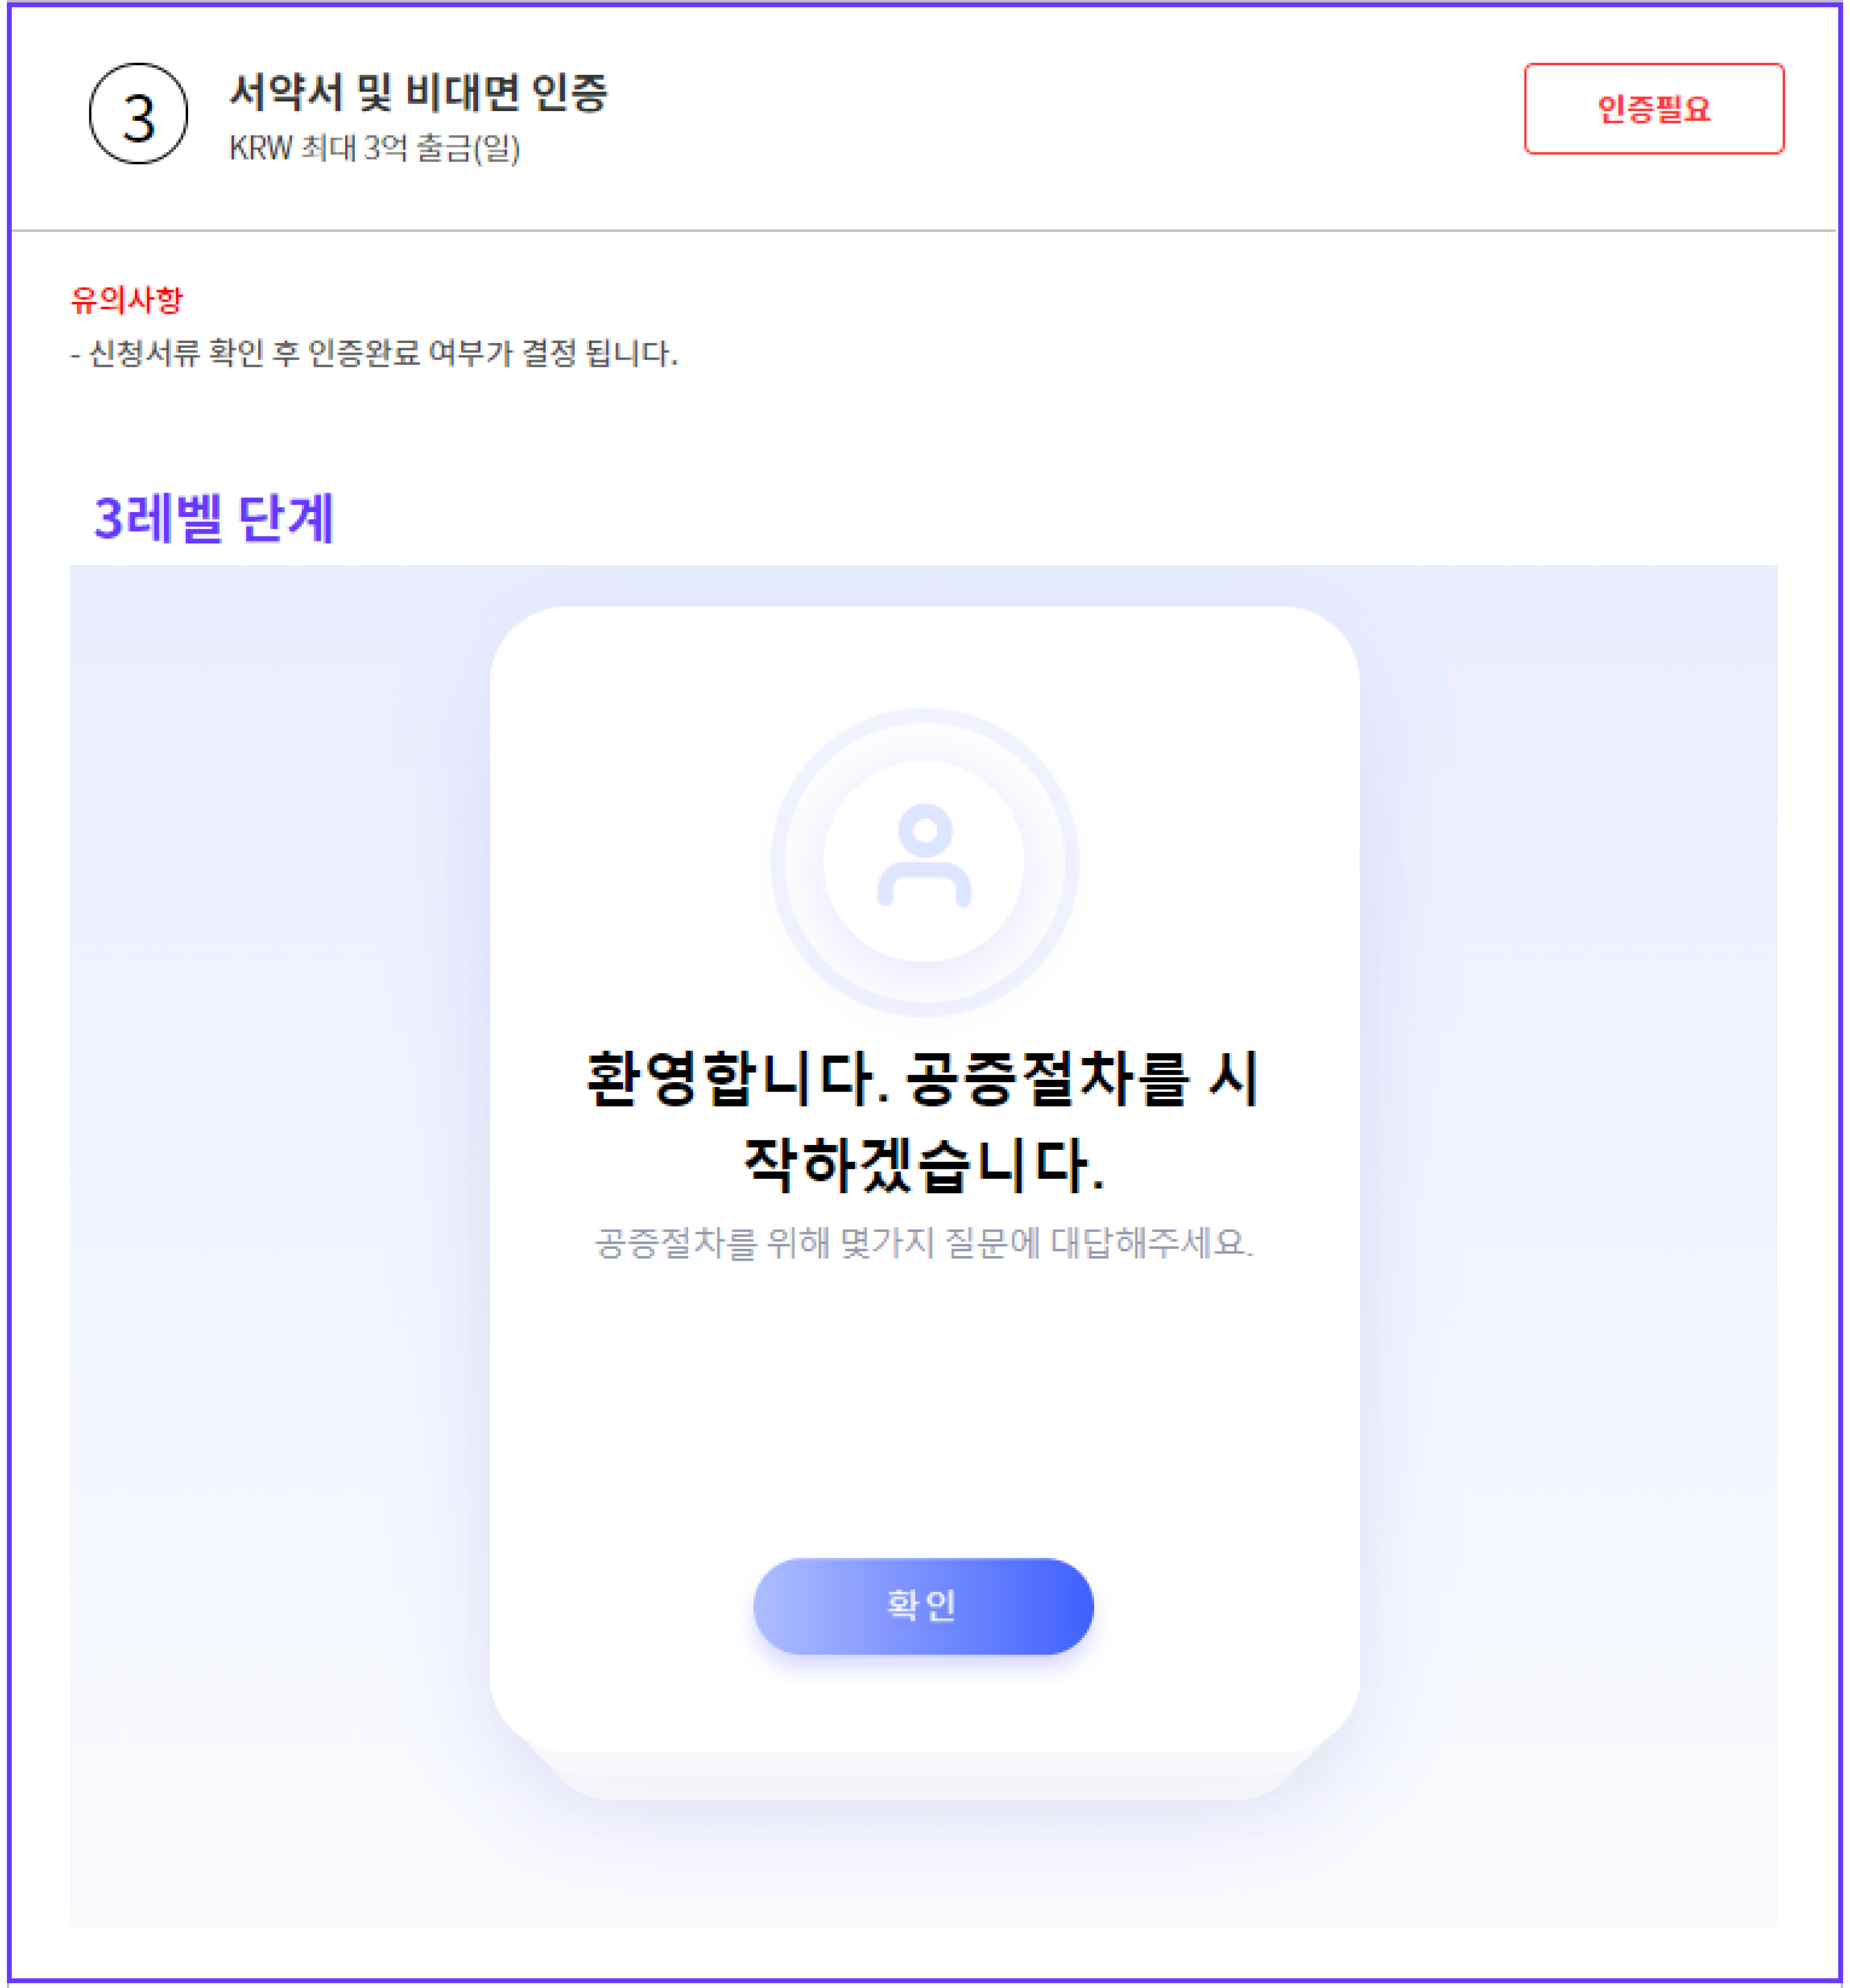 3
서약서 및 비대면 인증
KRW 최대 3억 출금(일)
인증필요
유의사항
- 신청서류 확인 후 인증완료 여부가 결정 됩니다.
3레벨 단계
환영합니다. 공증절차를 시
작하겠습니다.
공증절차를 위해 몇가지 질문에 대답해주세요.
확인